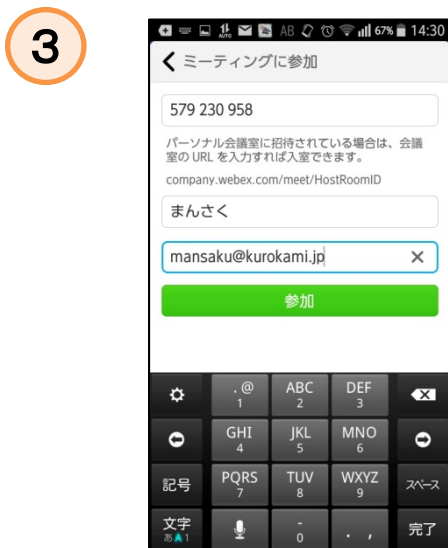 3
AUTO AB 67% 14:30
ミーティングに参加
579 230 958
パーソナル会議室に招待されている場合は、会議
室の URL を入力すれば入室できます。
company.webex.com/meet/HostRoomID
まんさく
mansaku@kurokami.jp
参加
.@ ABC DEF
1 2 3
GHI JKL MNO
4 5 6
記号 PQRS TUV WXYZ スペース
7 8 9
文字 - . , 完了
あA1 0